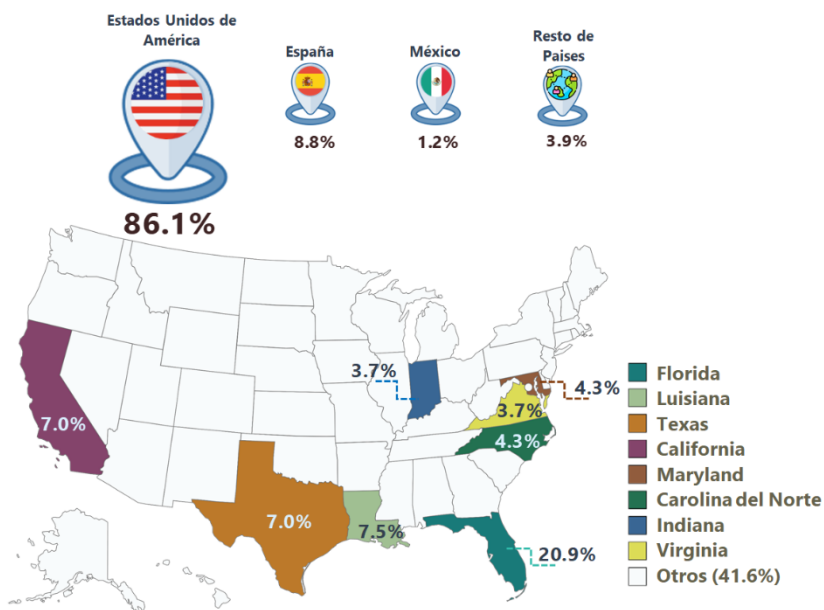 Estados Unidos de
América
España
México
Resto de
Paises
86.1%
8.8%
1.2%
3.9%
3.7%
4.3%
7.0%
3.7%
4.3%
7.0%
7.5%
20.9%
Florida
Luisiana
Texas
California
Maryland
Carolina del Norte
Indiana
Virginia
Otros (41.6%)